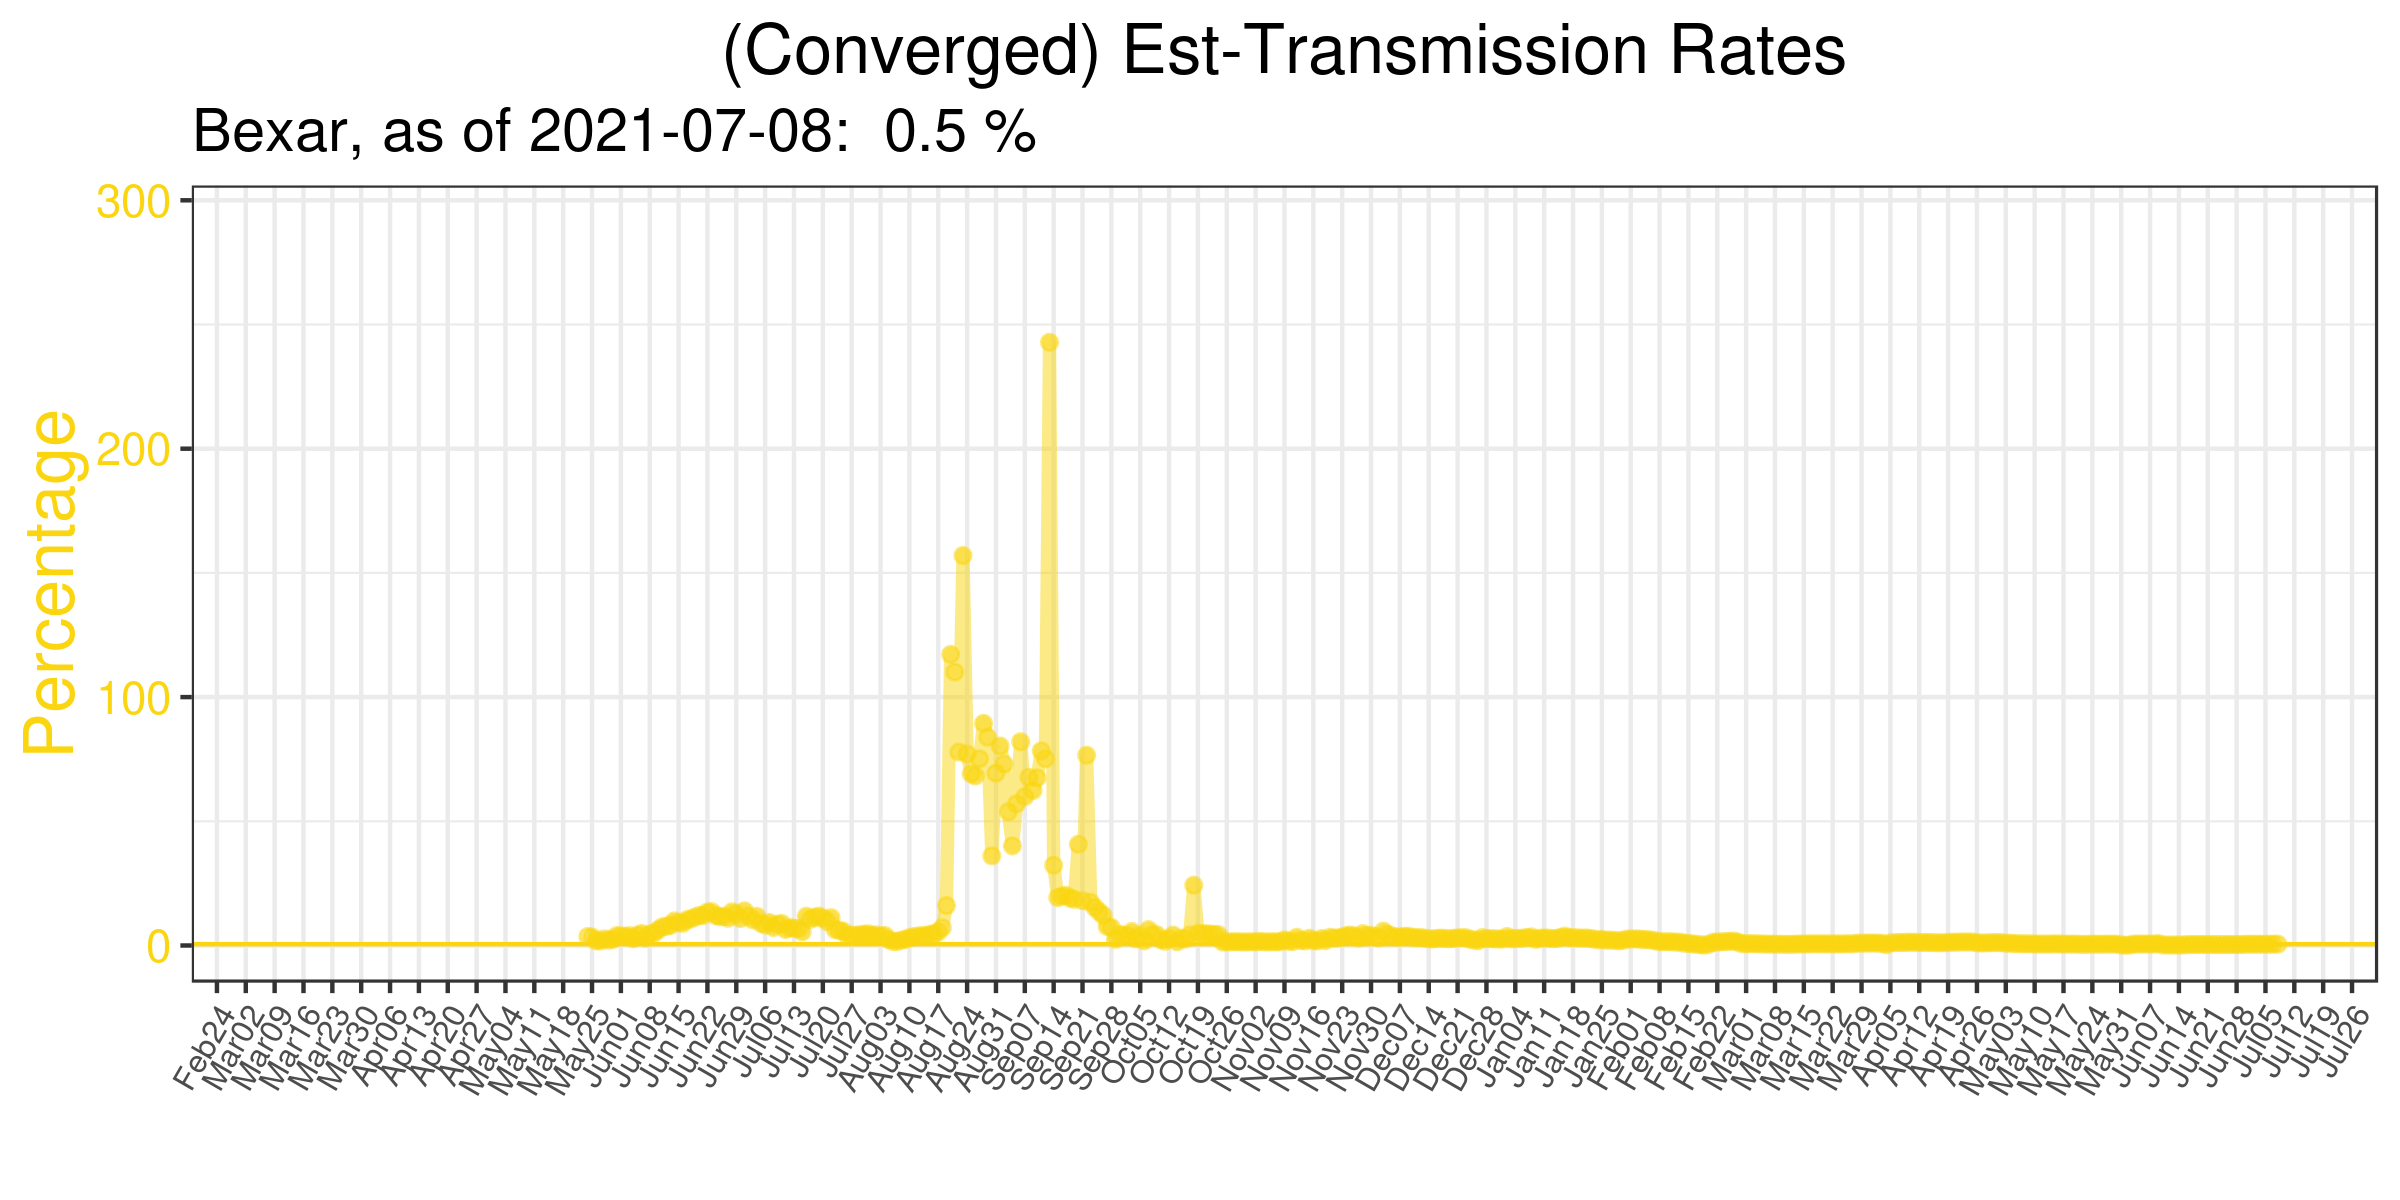 (Converged) Est-Transmission Rates
Bexar, as of 2021-07-08:  0.5 %
Percentage
300
200
100
0
Feb24
Mar02
Mar09
Mar16
Mar23
Mar30
Apr06
Apr13
Apr20
Apr27
May04
May11
May18
May25
Jun01
Jun08
Jun15
Jun22
Jun29
Jul06
Jul13
Jul20
Jul27
Aug03
Aug10
Aug17
Aug24
Aug31
Sep07
Sep14
Sep21
Sep28
Oct05
Oct12
Oct19
Oct26
Nov02
Nov09
Nov16
Nov23
Nov30
Dec07
Dec14
Dec21
Dec28
Jan04
Jan11
Jan18
Jan25
Feb01
Feb08
Feb15
Feb22
Mar01
Mar08
Mar15
Mar22
Mar29
Apr05
Apr12
Apr19
Apr26
May03
May10
May17
May24
May31
Jun07
Jun14
Jun21
Jun28
Jul05
Jul12
Jul19
Jul26